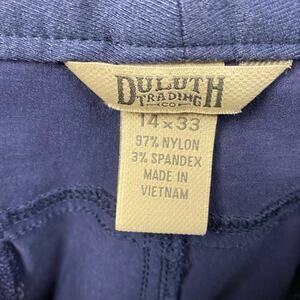 DULUTH
TRADING
CO
14 x 33
97% NYLON
3% SPANDEX
MADE IN
VIETNAM